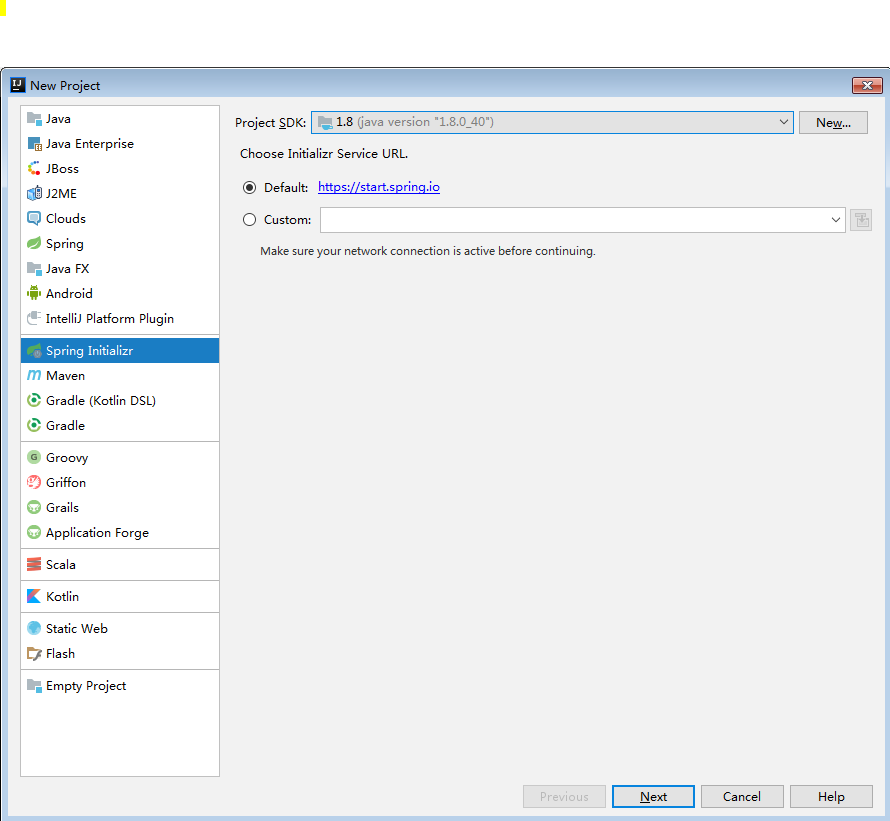 New Project
Java
Java Enterprise
JBoss
J2ME
Clouds
Spring
Java FX
Android
IntelliJ Platform Plugin
Spring Initializr
Maven
Gradle (Kotlin DSL)
Gradle
Groovy
Griffon
Grails
Application Forge
Scala
Kotlin
Static Web
Flash
Empty Project
Project SDK: 1.8 (java version "1.8.0_40") New...
Choose Initializr Service URL.
Default: https://start.spring.io
Custom:
Make sure your network connection is active before continuing.
Previous Next Cancel Help